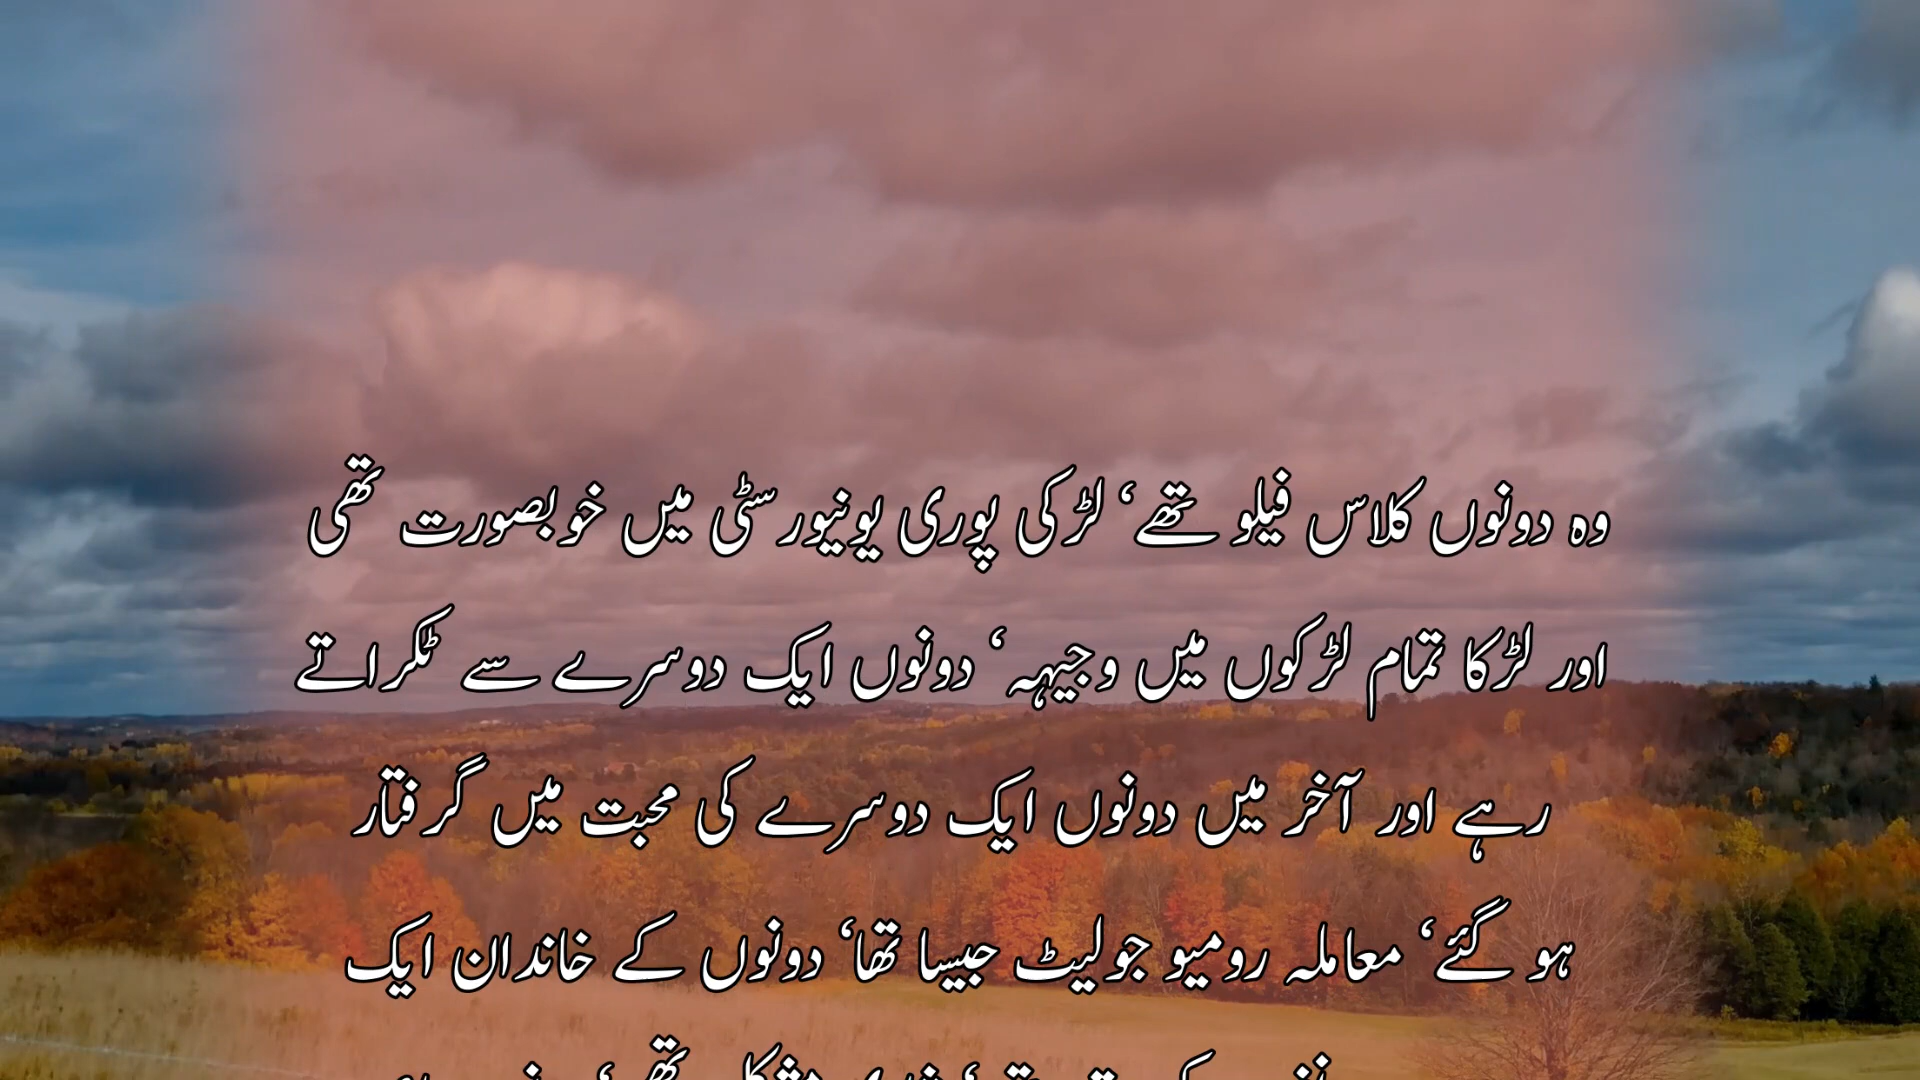 وہ دونوں کلاس فیلو تھے‘ لڑکی پوری یونیورسٹی میں خوبصورت تھی
اور لڑکا تمام لڑکوں میں وجیہہ‘ دونوں ایک دوسرے سے ٹکراتے
رہے اور آخر میں دونوں ایک دوسرے کی محبت میں گرفتار
ہو گئے‘ معاملہ رومیو جولیٹ جیسا تھا‘ دونوں کے خاندان ایک